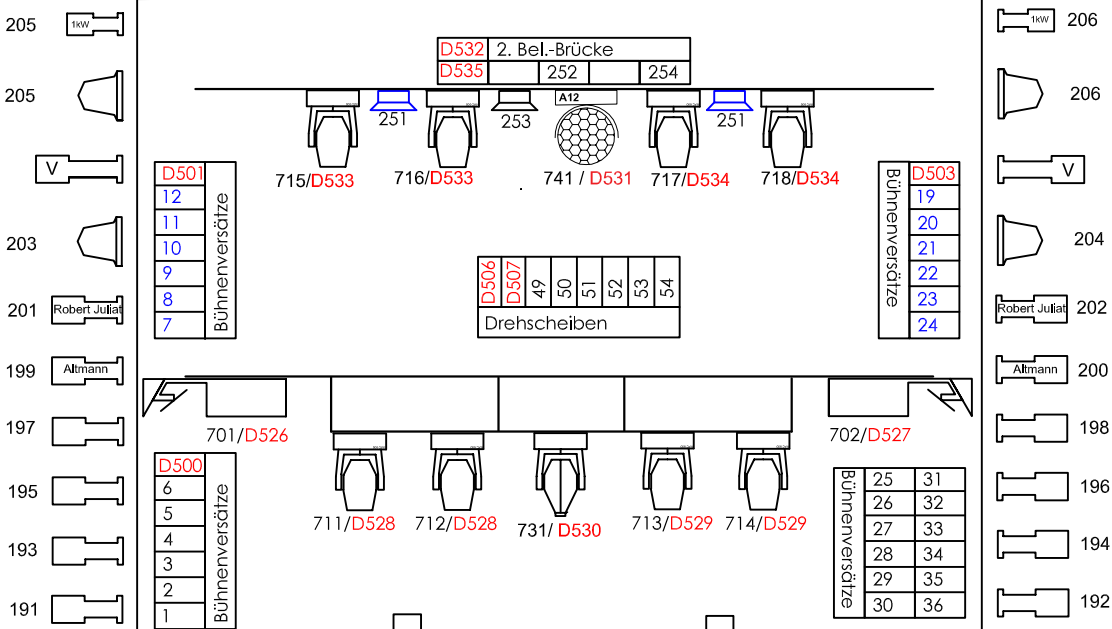 205
1kW
1kW
206
D532 2. Bel.-Brücke
D535 252 254
205
206
251
253
A12
251
V
V
715/D533
716/D533
741 / D531
717/D534
718/D534
D501
12
11
10
9
8
7
Bühnenversätze
Bühnenversätze
D503
19
20
21
22
23
24
203
204
D506 D507 49 50 51 52 53 54
Drehscheiben
201
Robert Juliat
Robert Juliat
202
199
Altmann
Altmann
200
701/D526
702/D527
197
198
D500
6
5
4
3
2
1
Bühnenversätze
711/D528
712/D528
731/ D530
713/D529
714/D529
Bühnenversätze
25 31
26 32
27 33
28 34
29 35
30 36
195
196
193
194
191
192